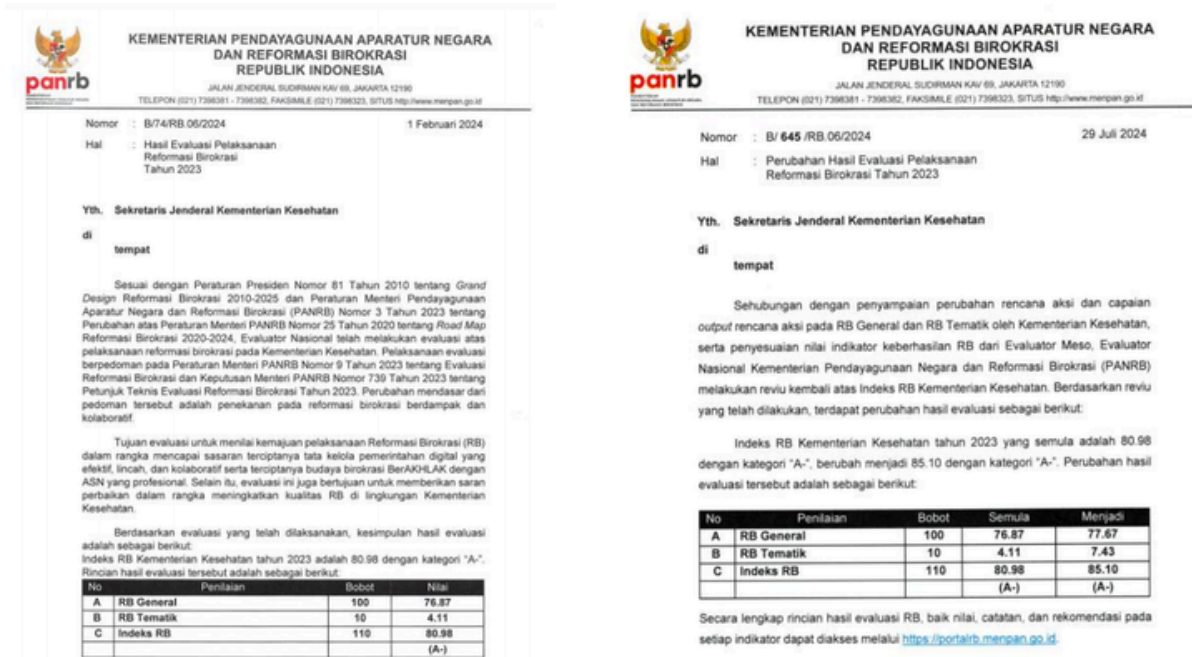 KEMENTERIAN PENDAYAGUNAAN APARATUR NEGARA
DAN REFORMASI BIROKRASI
REPUBLIK INDONESIA
JALAN JENDERAL SUDIRMAN KAV 69, JAKARTA 12190
TELEPON (021) 7398381 - 7398382, FAKSIMILE (021) 7398323, SITUS http://www.menpan.go.id
panrb
Nomor : B/74/RB.06/2024 1 Februari 2024
Hal : Hasil Evaluasi Pelaksanaan
Reformasi Birokrasi
Tahun 2023
Yth. Sekretaris Jenderal Kementerian Kesehatan
di
tempat
Sesuai dengan Peraturan Presiden Nomor 81 Tahun 2010 tentang Grand
Design Reformasi Birokrasi 2010-2025 dan Peraturan Menteri Pendayagunaan
Aparatur Negara dan Reformasi Birokrasi (PANRB) Nomor 3 Tahun 2023 tentang
Perubahan atas Peraturan Menteri PANRB Nomor 25 Tahun 2020 tentang Road Map
Reformasi Birokrasi 2020-2024, Evaluator Nasional telah melakukan evaluasi atas
pelaksanaan reformasi birokrasi pada Kementerian Kesehatan. Pelaksanaan evaluasi
berpedoman pada Peraturan Menteri PANRB Nomor 9 Tahun 2023 tentang Evaluasi
Reformasi Birokrasi dan Keputusan Menteri PANRB Nomor 739 Tahun 2023 tentang
Petunjuk Teknis Evaluasi Reformasi Birokrasi Tahun 2023. Perubahan mendasar dari
pedoman tersebut adalah penekanan pada reformasi birokrasi berdampak dan
kolaboratif.
Tujuan evaluasi untuk menilai kemajuan pelaksanaan Reformasi Birokrasi (RB)
dalam rangka mencapai sasaran terciptanya tata kelola pemerintahan digital yang
efektif, lincah, dan kolaboratif serta terciptanya budaya birokrasi BerAKHLAK dengan
ASN yang profesional. Selain itu, evaluasi ini juga bertujuan untuk memberikan saran
perbaikan dalam rangka meningkatkan kualitas RB di lingkungan Kementerian
Kesehatan.
Berdasarkan evaluasi yang telah dilaksanakan, kesimpulan hasil evaluasi
adalah sebagai berikut:
Indeks RB Kementerian Kesehatan tahun 2023 adalah 80.98 dengan kategori "A-".
Rincian hasil evaluasi tersebut adalah sebagai berikut:
No Penilaian Bobot Nilai
A RB General 100 76.87
B RB Tematik 10 4.11
C Indeks RB 110 80.98
(A-)
KEMENTERIAN PENDAYAGUNAAN APARATUR NEGARA
DAN REFORMASI BIROKRASI
REPUBLIK INDONESIA
JALAN JENDERAL SUDIRMAN KAV 69, JAKARTA 12190
TELEPON (021) 7398381 - 7398382, FAKSIMILE (021) 7398323, SITUS http://www.menpan.go.id
panrb
Nomor : B/ 645 /RB.06/2024 29 Juli 2024
Hal : Perubahan Hasil Evaluasi Pelaksanaan
Reformasi Birokrasi Tahun 2023
Yth. Sekretaris Jenderal Kementerian Kesehatan
di
tempat
Sehubungan dengan penyampaian perubahan rencana aksi dan capaian
output rencana aksi pada RB General dan RB Tematik oleh Kementerian Kesehatan,
serta penyesuaian nilai indikator keberhasilan RB dari Evaluator Meso, Evaluator
Nasional Kementerian Pendayagunaan Negara dan Reformasi Birokrasi (PANRB)
melakukan reviu kembali atas Indeks RB Kementerian Kesehatan. Berdasarkan reviu
yang telah dilakukan, terdapat perubahan hasil evaluasi sebagai berikut:
Indeks RB Kementerian Kesehatan tahun 2023 yang semula adalah 80.98
dengan kategori "A-", berubah menjadi 85.10 dengan kategori "A-". Perubahan hasil
evaluasi tersebut adalah sebagai berikut:
No Penilaian Bobot Semula Menjadi
A RB General 100 76.87 77.67
B RB Tematik 10 4.11 7.43
C Indeks RB 110 80.98 85.10
(A-) (A-)
Secara lengkap rincian hasil evaluasi RB, baik nilai, catatan, dan rekomendasi pada
setiap indikator dapat diakses melalui https://portalrb.menpan.go.id.